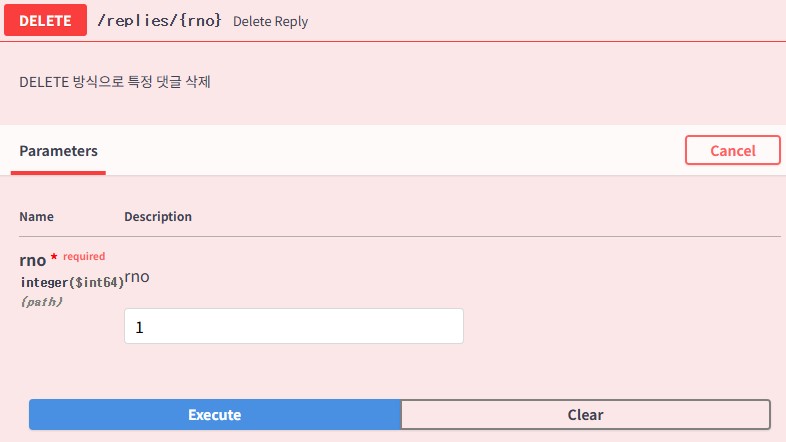 DELETE /replies/{rno} Delete Reply
DELETE 방식으로 특정 댓글 삭제
Parameters Cancel
Name Description
rno * required
integer($int64)
(path)
rno
1
Execute Clear